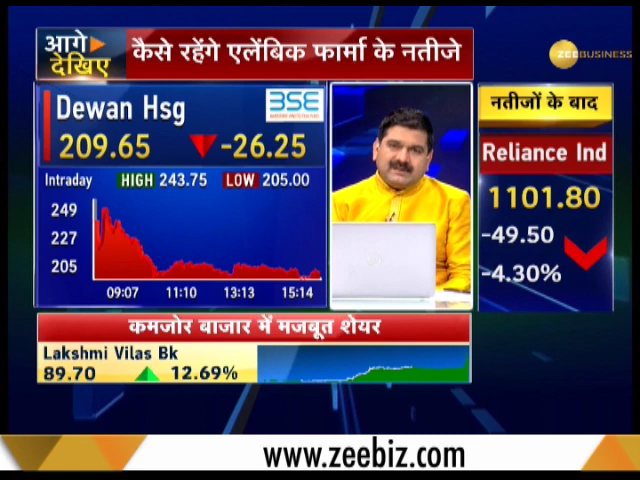 आगे
देखिए
कैसे रहेंगे एलेंबिक फार्मा के नतीजे
ZEEBUSINESS
Dewan Hsg
BSE
209.65 -26.25
Intraday HIGH 243.75 LOW 205.00
249
227
205
09:07 11:10 13:13 15:14
नतीजों के बाद
Reliance Ind
1101.80
-49.50
-4.30%
कमजोर बाजार में मजबूत शेयर
Lakshmi Vilas Bk
89.70 12.69%
www.zeebiz.com